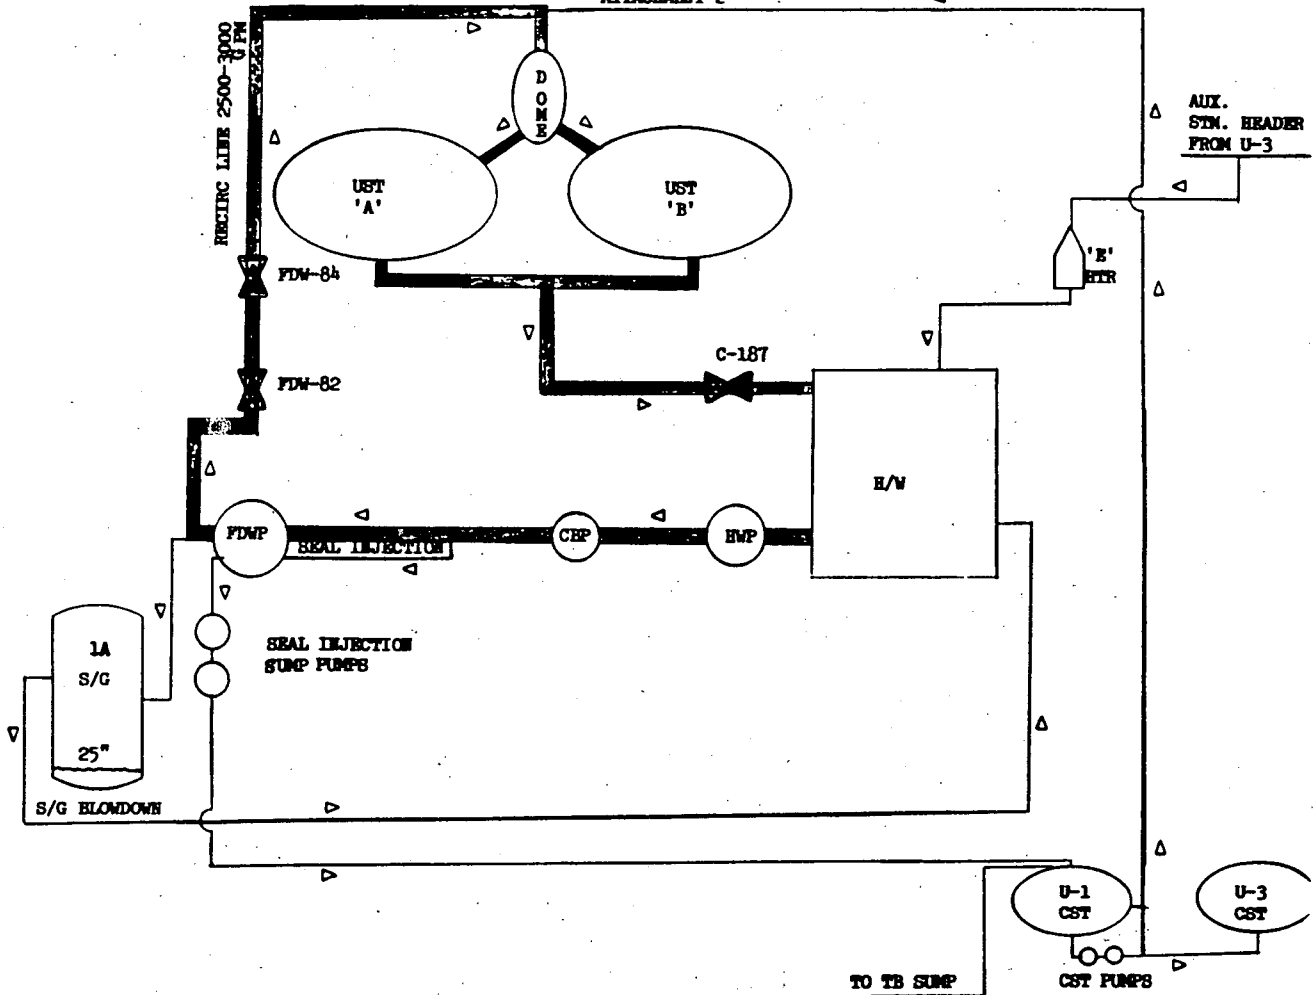 RECIRC LINE 2500-3000
GPM
DOME
AUX.
STM. HEADER
FROM U-3
UST
'A'
UST
'B'
'E'
HTR
FDW-84
FDW-82
C-187
H/W
FDWP
CBP
HWP
SEAL INJECTION
SEAL INJECTION
SUMP PUMPS
1A
S/G
25"
S/G BLOWDOWN
U-1
CST
U-3
CST
TO TB SUMP
CST PUMPS